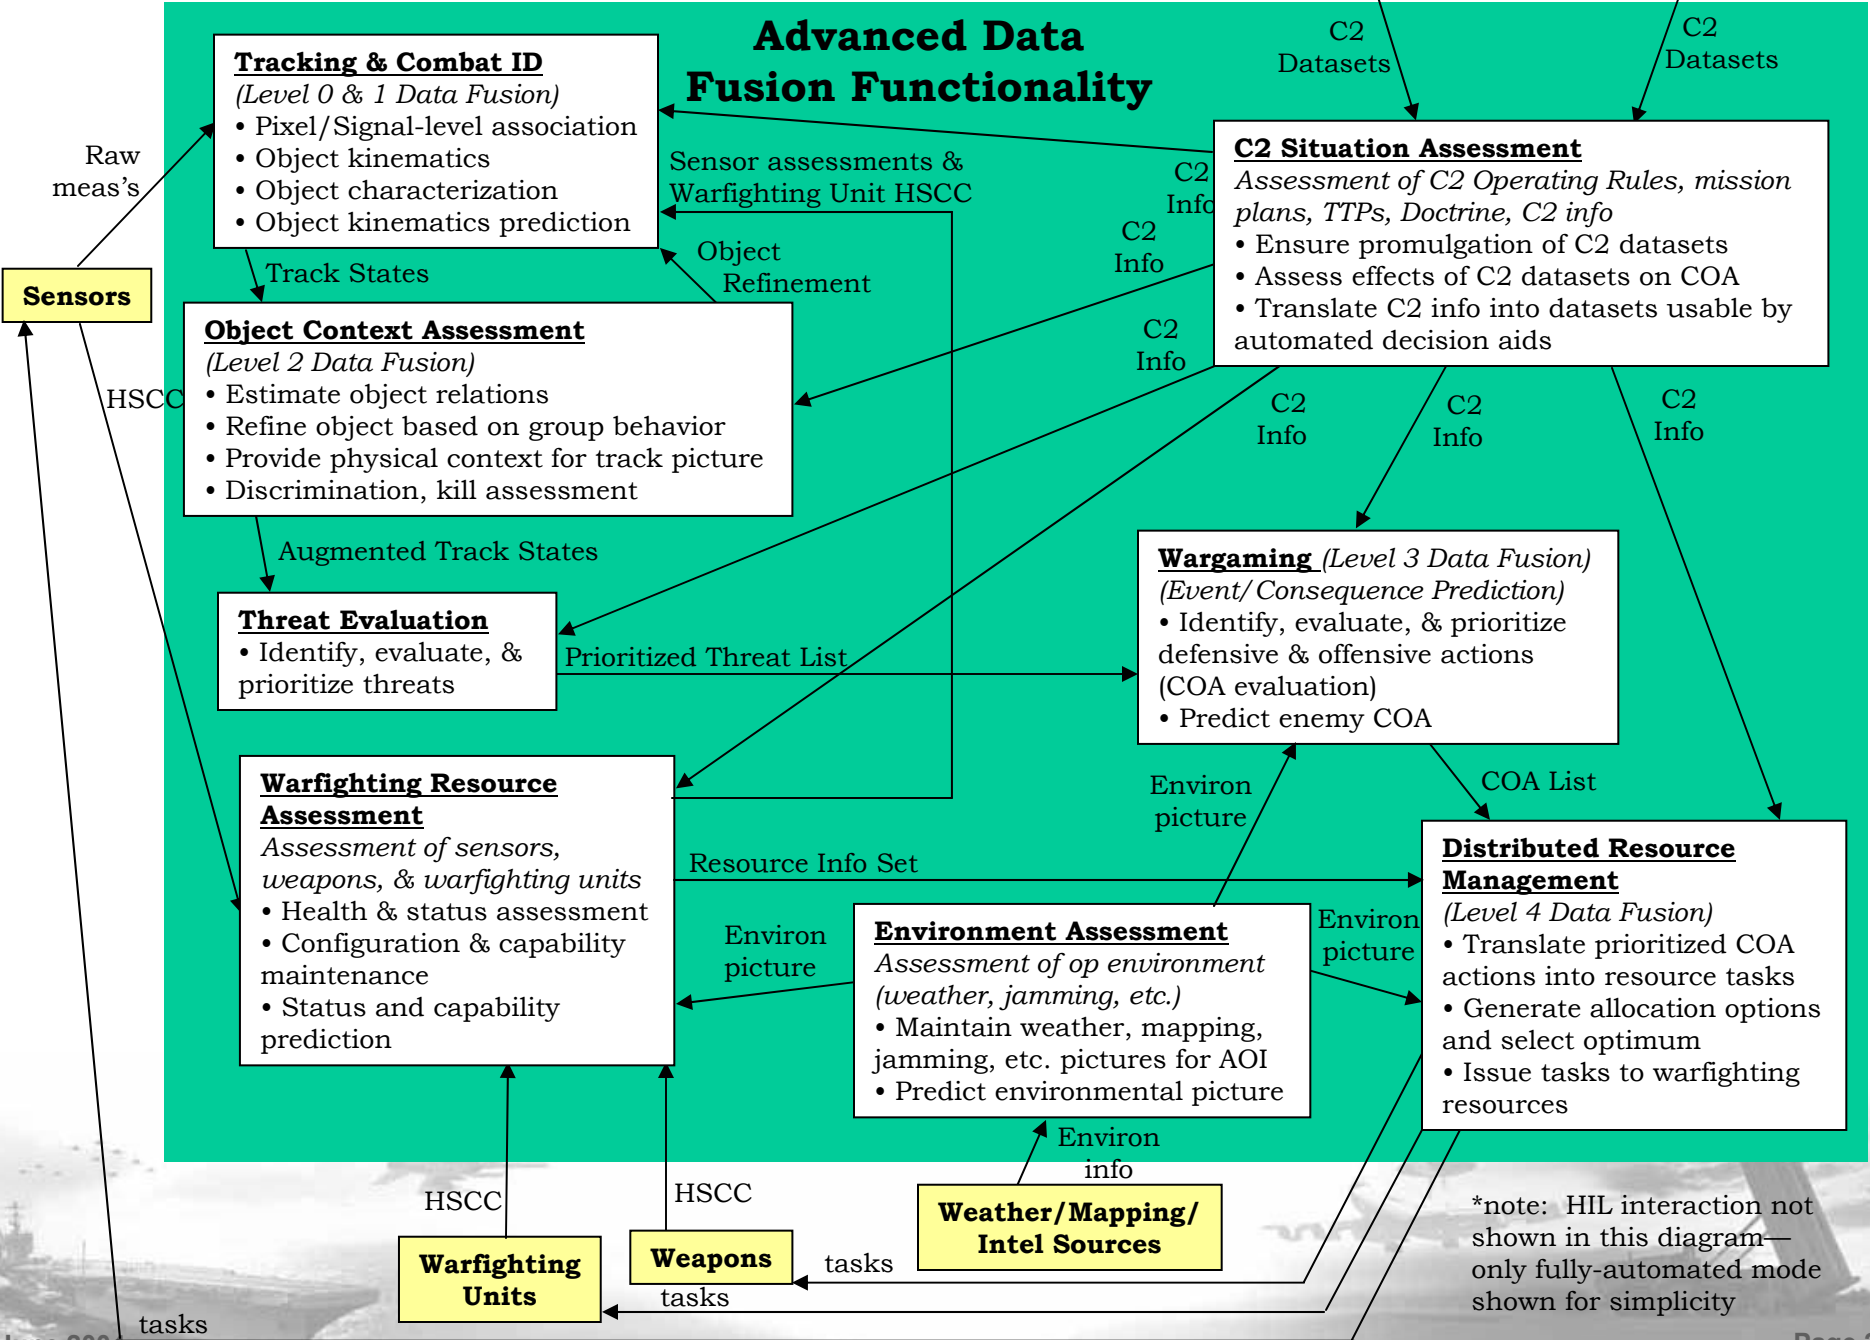 Advanced Data
Fusion Functionality
C2
Datasets
C2
Datasets
Tracking & Combat ID
(Level 0 & 1 Data Fusion)
• Pixel/Signal-level association
• Object kinematics
• Object characterization
• Object kinematics prediction
Raw
meas's
Sensor assessments &
Warfighting Unit HSCC
C2
Info
C2
Info
C2 Situation Assessment
Assessment of C2 Operating Rules, mission
plans, TTPs, Doctrine, C2 info
• Ensure promulgation of C2 datasets
• Assess effects of C2 datasets on COA
• Translate C2 info into datasets usable by
automated decision aids
Sensors
Track States
Object
Refinement
Object Context Assessment
(Level 2 Data Fusion)
• Estimate object relations
• Refine object based on group behavior
• Provide physical context for track picture
• Discrimination, kill assessment
HSCC
C2
Info
C2
Info
C2
Info
C2
Info
Augmented Track States
Threat Evaluation
• Identify, evaluate, &
prioritize threats
Prioritized Threat List
Wargaming (Level 3 Data Fusion)
(Event/Consequence Prediction)
• Identify, evaluate, & prioritize
defensive & offensive actions
(COA evaluation)
• Predict enemy COA
Warfighting Resource
Assessment
Assessment of sensors,
weapons, & warfighting units
• Health & status assessment
• Configuration & capability
maintenance
• Status and capability
prediction
Environ
picture
COA List
Resource Info Set
Environ
picture
Environment Assessment
Assessment of op environment
(weather, jamming, etc.)
• Maintain weather, mapping,
jamming, etc. pictures for AOI
• Predict environmental picture
Environ
picture
Distributed Resource
Management
(Level 4 Data Fusion)
• Translate prioritized COA
actions into resource tasks
• Generate allocation options
and select optimum
• Issue tasks to warfighting
resources
Environ
info
HSCC
HSCC
Warfighting
Units
Weapons
Weather/Mapping/
Intel Sources
tasks
tasks
tasks
*note: HIL interaction not
shown in this diagram—
only fully-automated mode
shown for simplicity